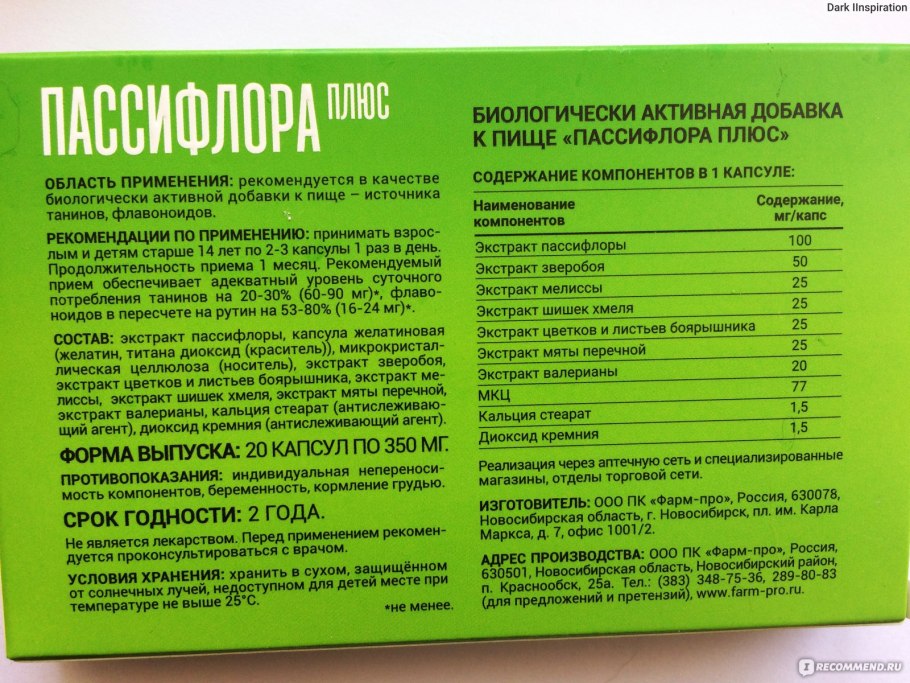 Dark IInspiration
ПАССИФЛОРА ПЛЮС
ОБЛАСТЬ ПРИМЕНЕНИЯ: рекомендуется в качестве
биологически активной добавки к пище – источника
танинов, флавоноидов.
РЕКОМЕНДАЦИИ ПО ПРИМЕНЕНИЮ: принимать взрос-
лым и детям старше 14 лет по 2-3 капсулы 1 раз в день.
Продолжительность приема 1 месяц. Рекомендуемый
прием обеспечивает адекватный уровень суточного
потребления танинов на 20-30% (60-90 мг)*, флаво-
ноидов в пересчете на рутин на 53-80% (16-24 мг)*.
СОСТАВ: экстракт пассифлоры, капсула желатиновая
(желатин, титана диоксид (краситель)), микрокристал-
лическая целлюлоза (носитель), экстракт зверобоя,
экстракт цветков и листьев боярышника, экстракт ме-
лиссы, экстракт шишек хмеля, экстракт мяты перечной,
экстракт валерианы, кальция стеарат (антислеживаю-
щий агент), диоксид кремния (антислеживающий агент).
ФОРМА ВЫПУСКА: 20 КАПСУЛ ПО 350 МГ.
ПРОТИВОПОКАЗАНИЯ: индивидуальная непереноси-
мость компонентов, беременность, кормление грудью.
СРОК ГОДНОСТИ: 2 ГОДА.
Не является лекарством. Перед применением рекомен-
дуется проконсультироваться с врачом.
УСЛОВИЯ ХРАНЕНИЯ: хранить в сухом, защищённом
от солнечных лучей, недоступном для детей месте при
температуре не выше 25°С.
*не менее.
БИОЛОГИЧЕСКИ АКТИВНАЯ ДОБАВКА
К ПИЩЕ «ПАССИФЛОРА ПЛЮС»
СОДЕРЖАНИЕ КОМПОНЕНТОВ В 1 КАПСУЛЕ:
Наименование компонентов Содержание, мг/капс
Экстракт пассифлоры 100
Экстракт зверобоя 50
Экстракт мелиссы 25
Экстракт шишек хмеля 25
Экстракт цветков и листьев боярышника 25
Экстракт мяты перечной 25
Экстракт валерианы 20
МКЦ 77
Кальция стеарат 1,5
Диоксид кремния 1,5
Реализация через аптечную сеть и специализированные
магазины, отделы торговой сети.
ИЗГОТОВИТЕЛЬ: ООО ПК «Фарм-про», Россия, 630078,
Новосибирская область, г. Новосибирск, пл. им. Карла
Маркса, д. 7, офис 1001/2.
АДРЕС ПРОИЗВОДСТВА: ООО ПК «Фарм-про», Россия,
630501, Новосибирская область, Новосибирский район,
п. Краснообск, 25а. Тел.: (383) 348-75-36, 289-80-83
(для предложений и претензий), www.farm-pro.ru.
I RECOMMEND.RU